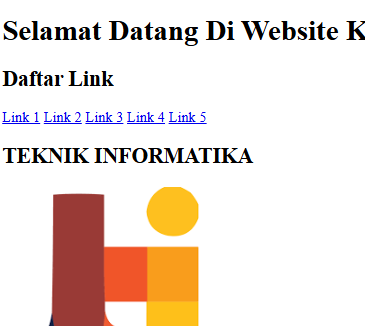 Selamat Datang Di Website K
Daftar Link
Link 1 Link 2 Link 3 Link 4 Link 5
TEKNIK INFORMATIKA